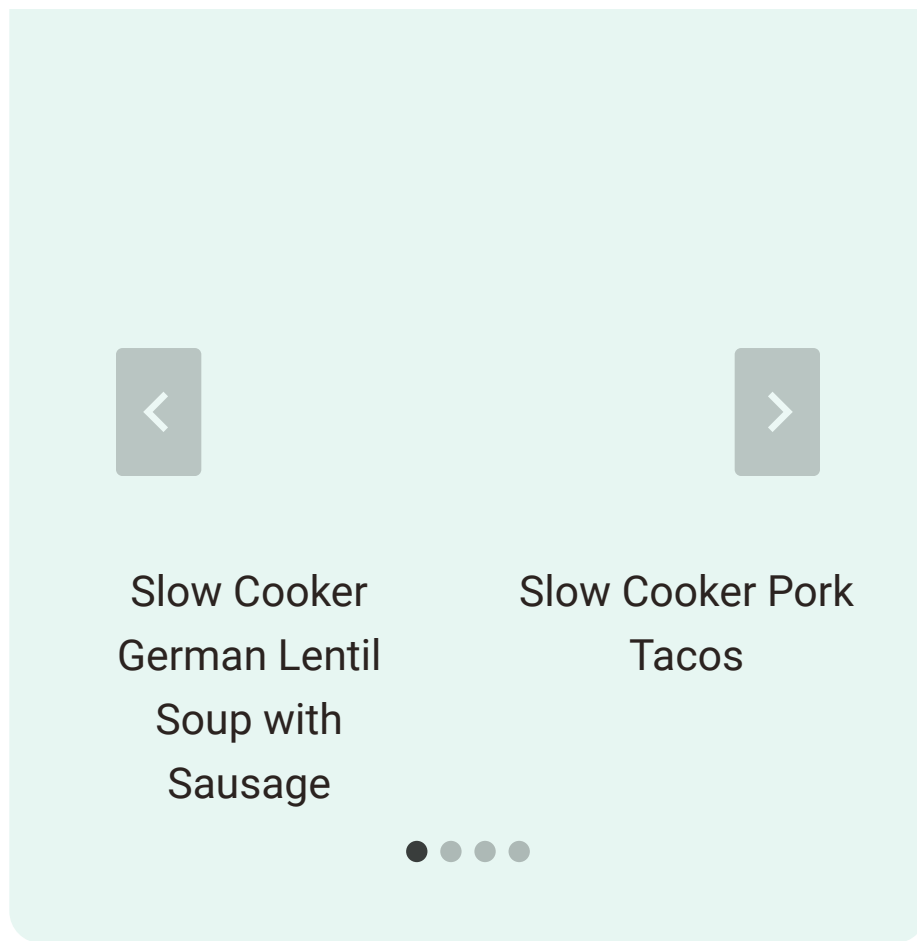 Slow Cooker
German Lentil
Soup with
Sausage
Slow Cooker Pork
Tacos